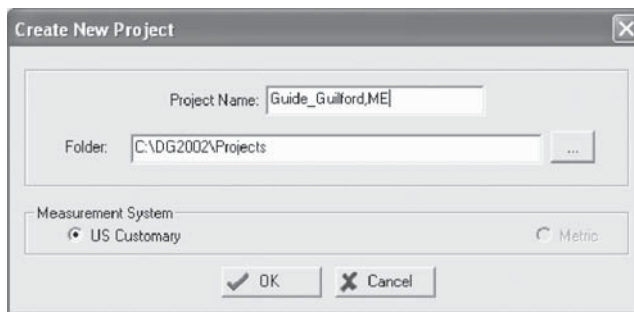 Create New Project
Project Name: Guide_Guilford,ME
Folder: C:\DG2002\Projects ...
Measurement System
US Customary Metric
OK Cancel